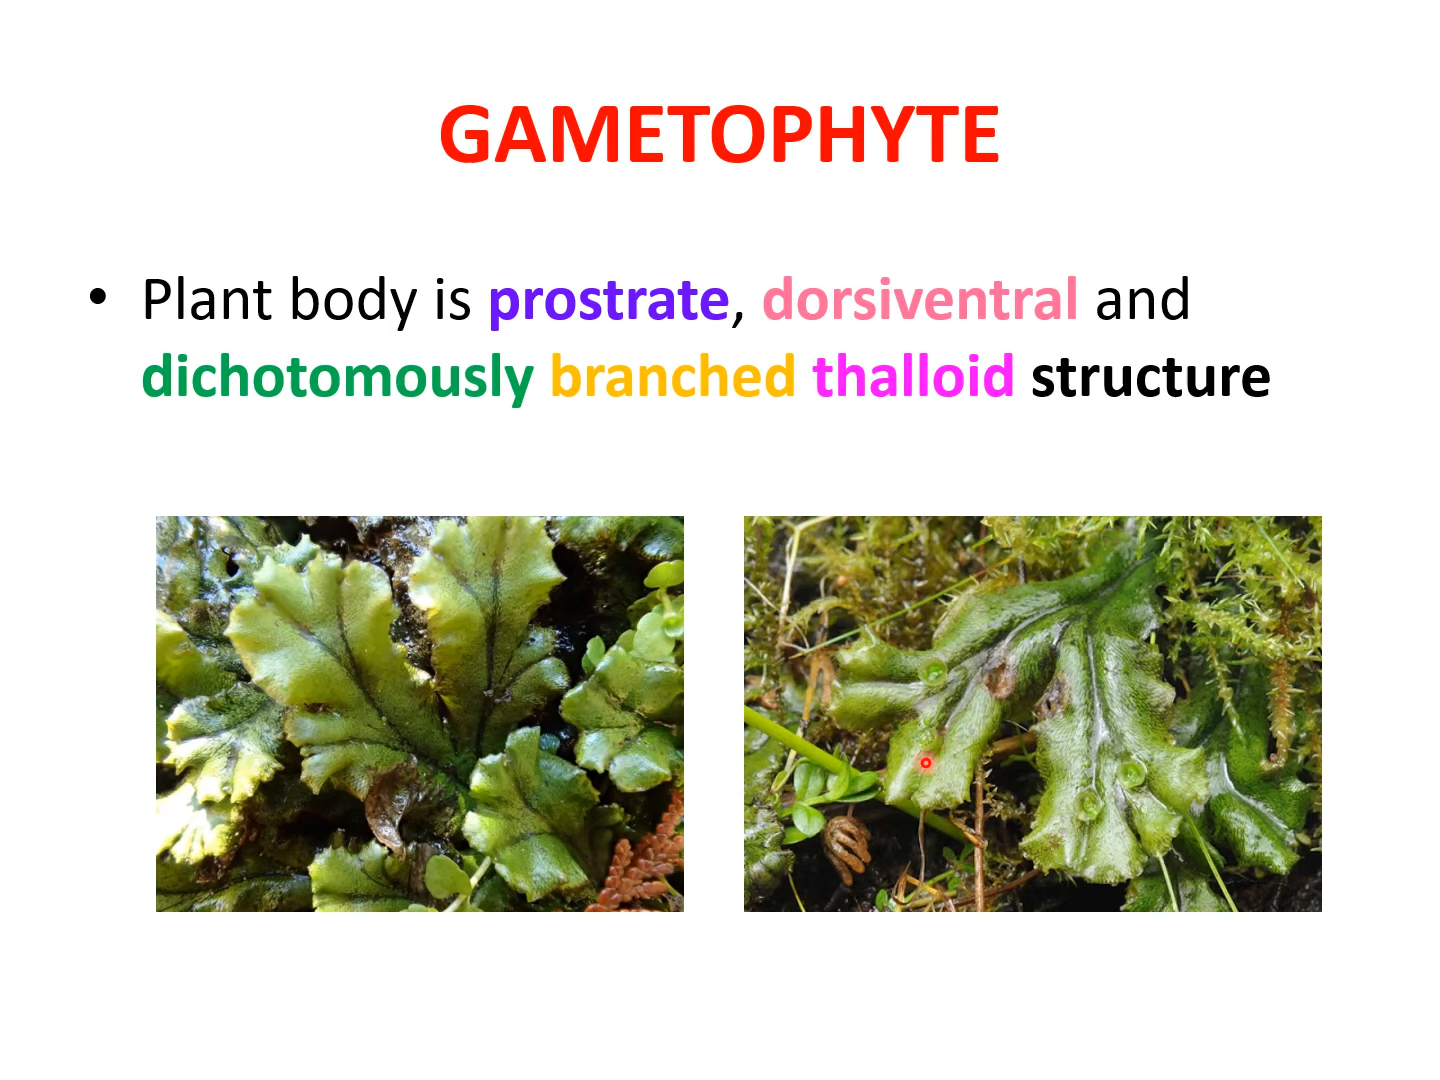 GAMETOPHYTE
• Plant body is prostrate, dorsiventral and
dichotomously branched thalloid structure